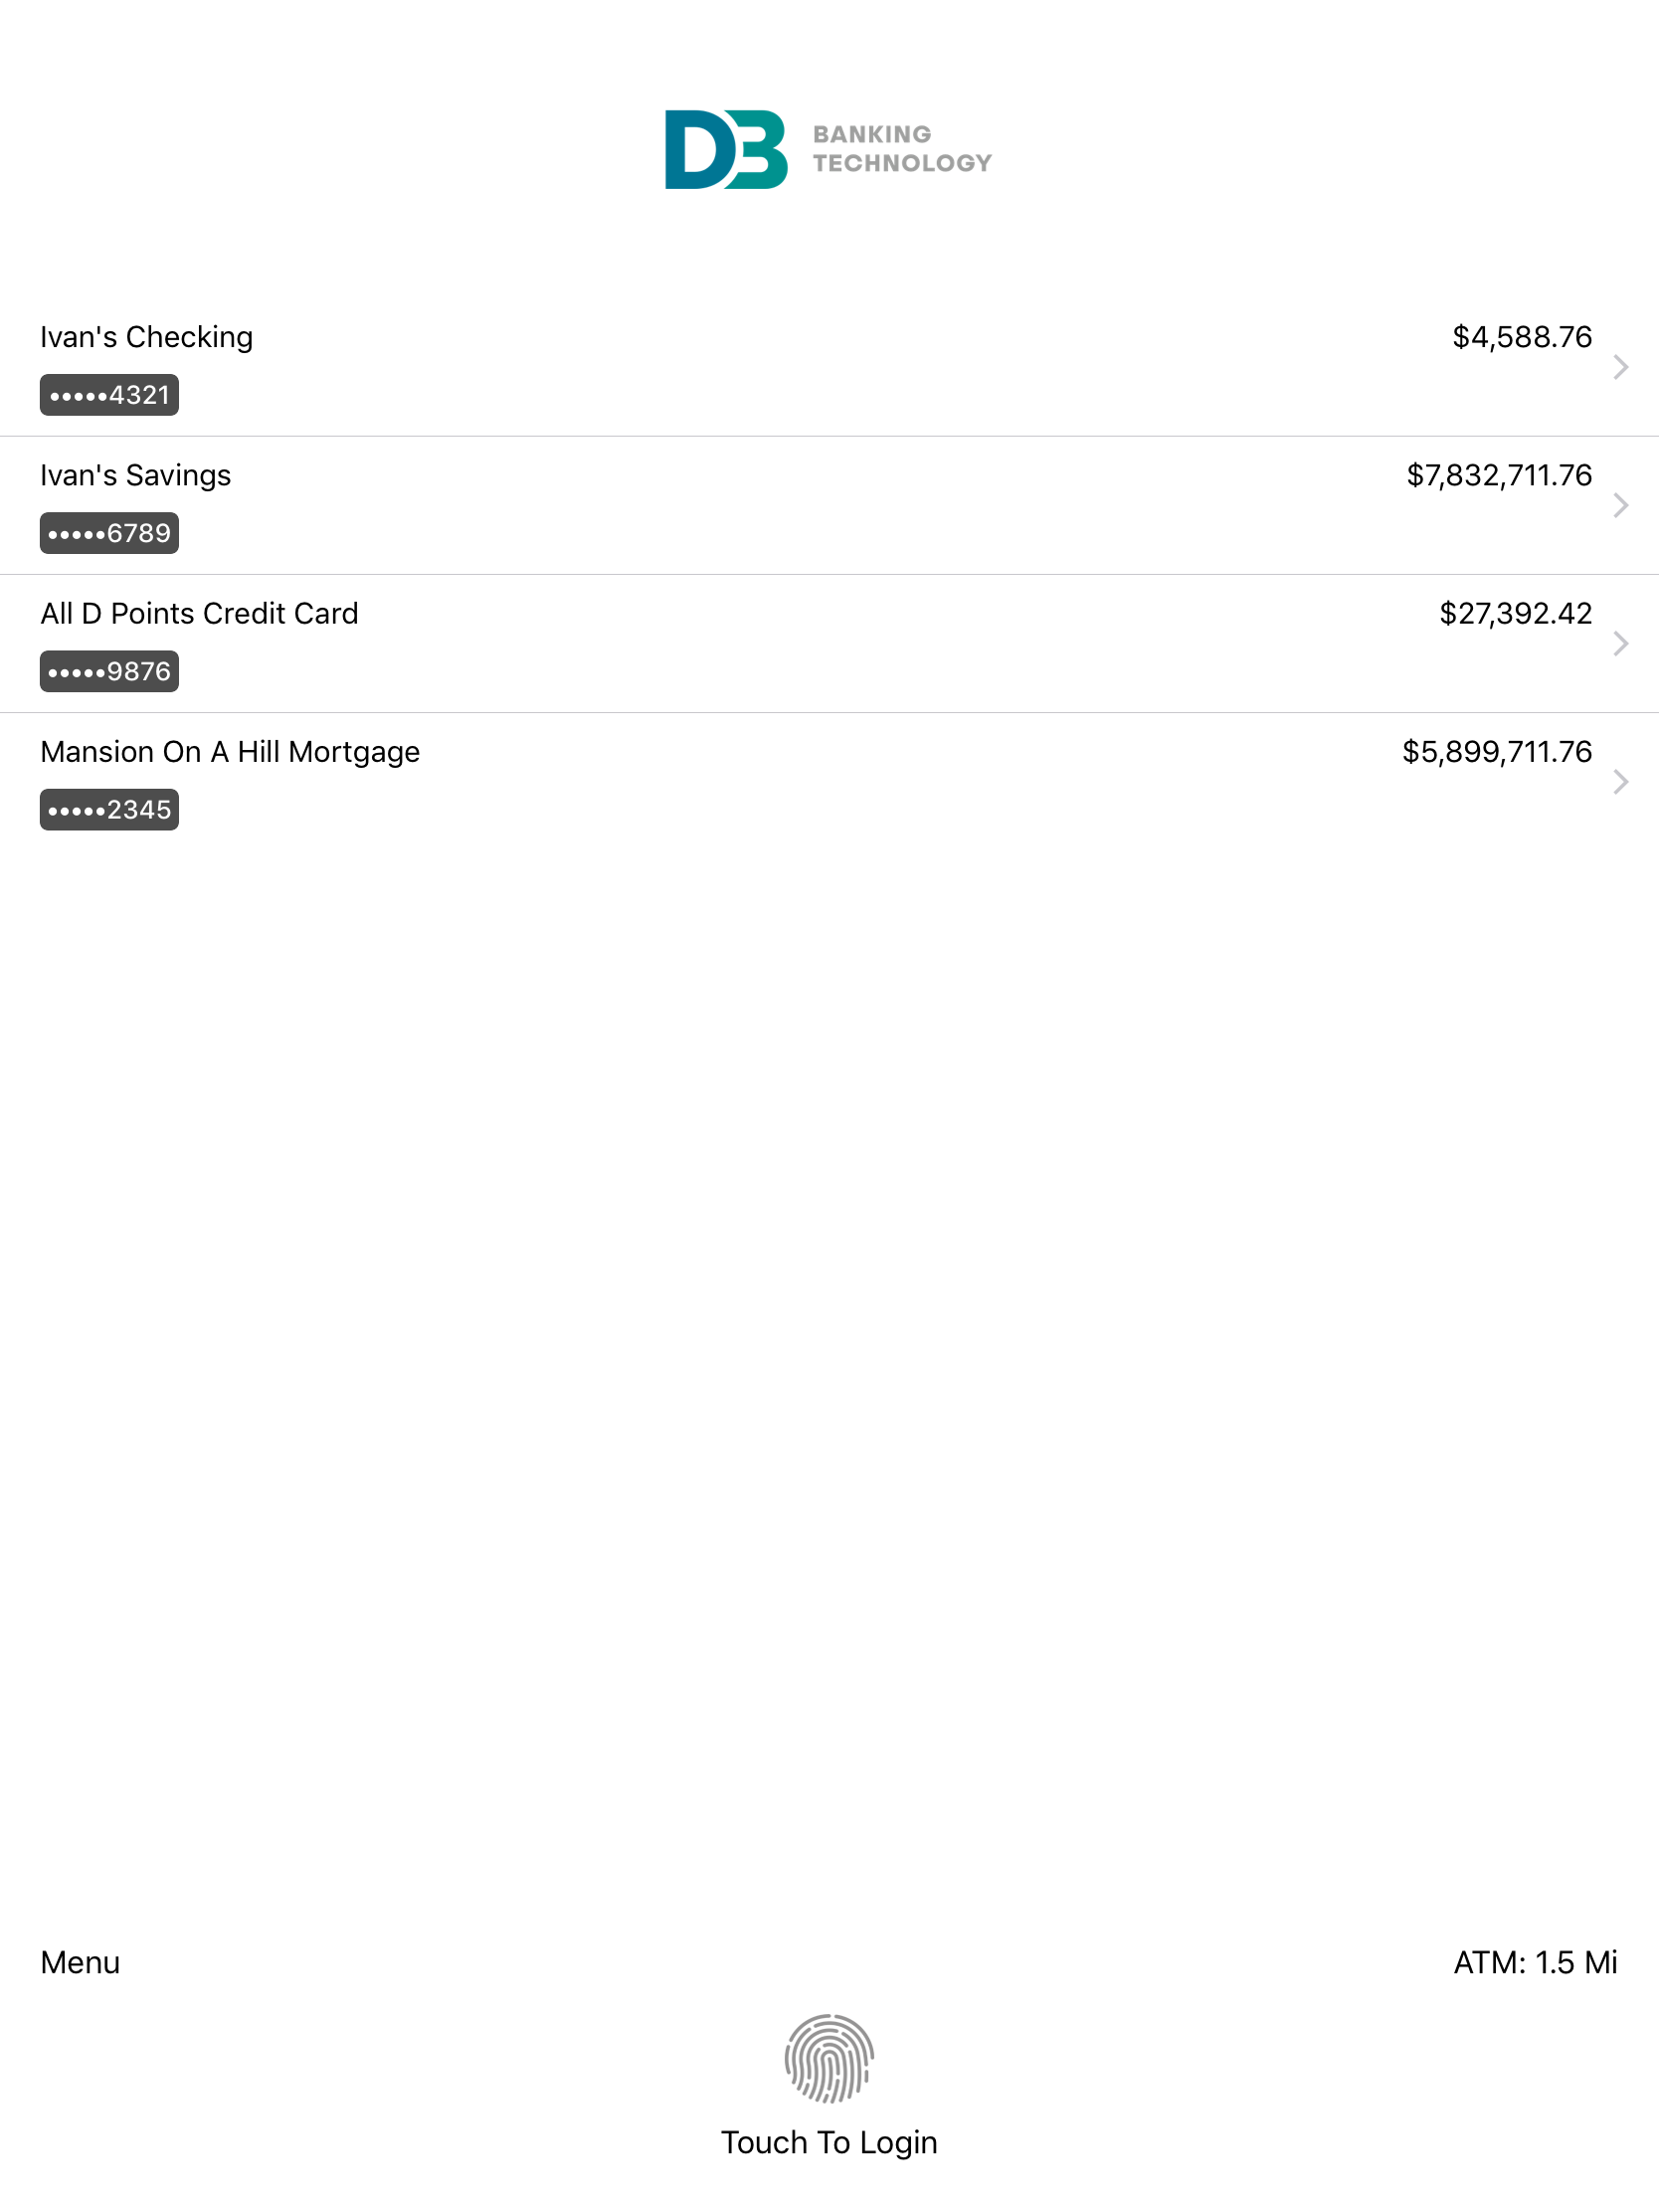 DB BANKING
TECHNOLOGY
Ivan's Checking
$4,588.76
•••••4321
Ivan's Savings
$7,832,711.76
•••••6789
All D Points Credit Card
$27,392.42
•••••9876
Mansion On A Hill Mortgage
$5,899,711.76
•••••2345
Menu
ATM: 1.5 Mi
Touch To Login